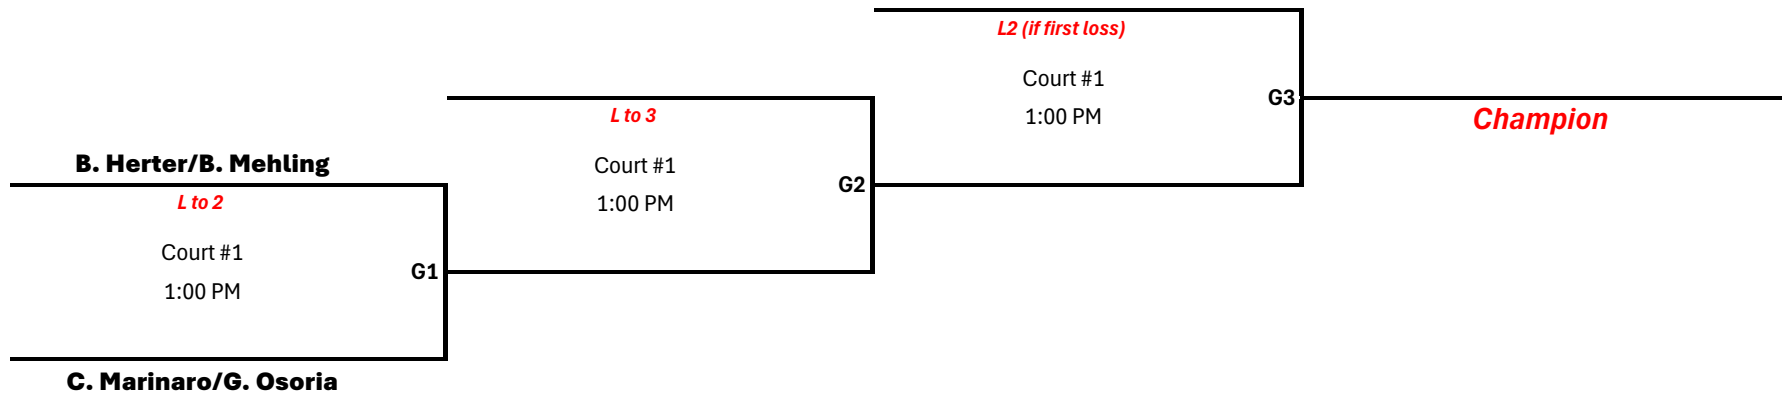 B. Herter/B. Mehling
L to 2
Court #1
1:00 PM
G1
C. Marinaro/G. Osoria
L to 3
Court #1
1:00 PM
G2
L2 (if first loss)
Court #1
1:00 PM
G3
Champion